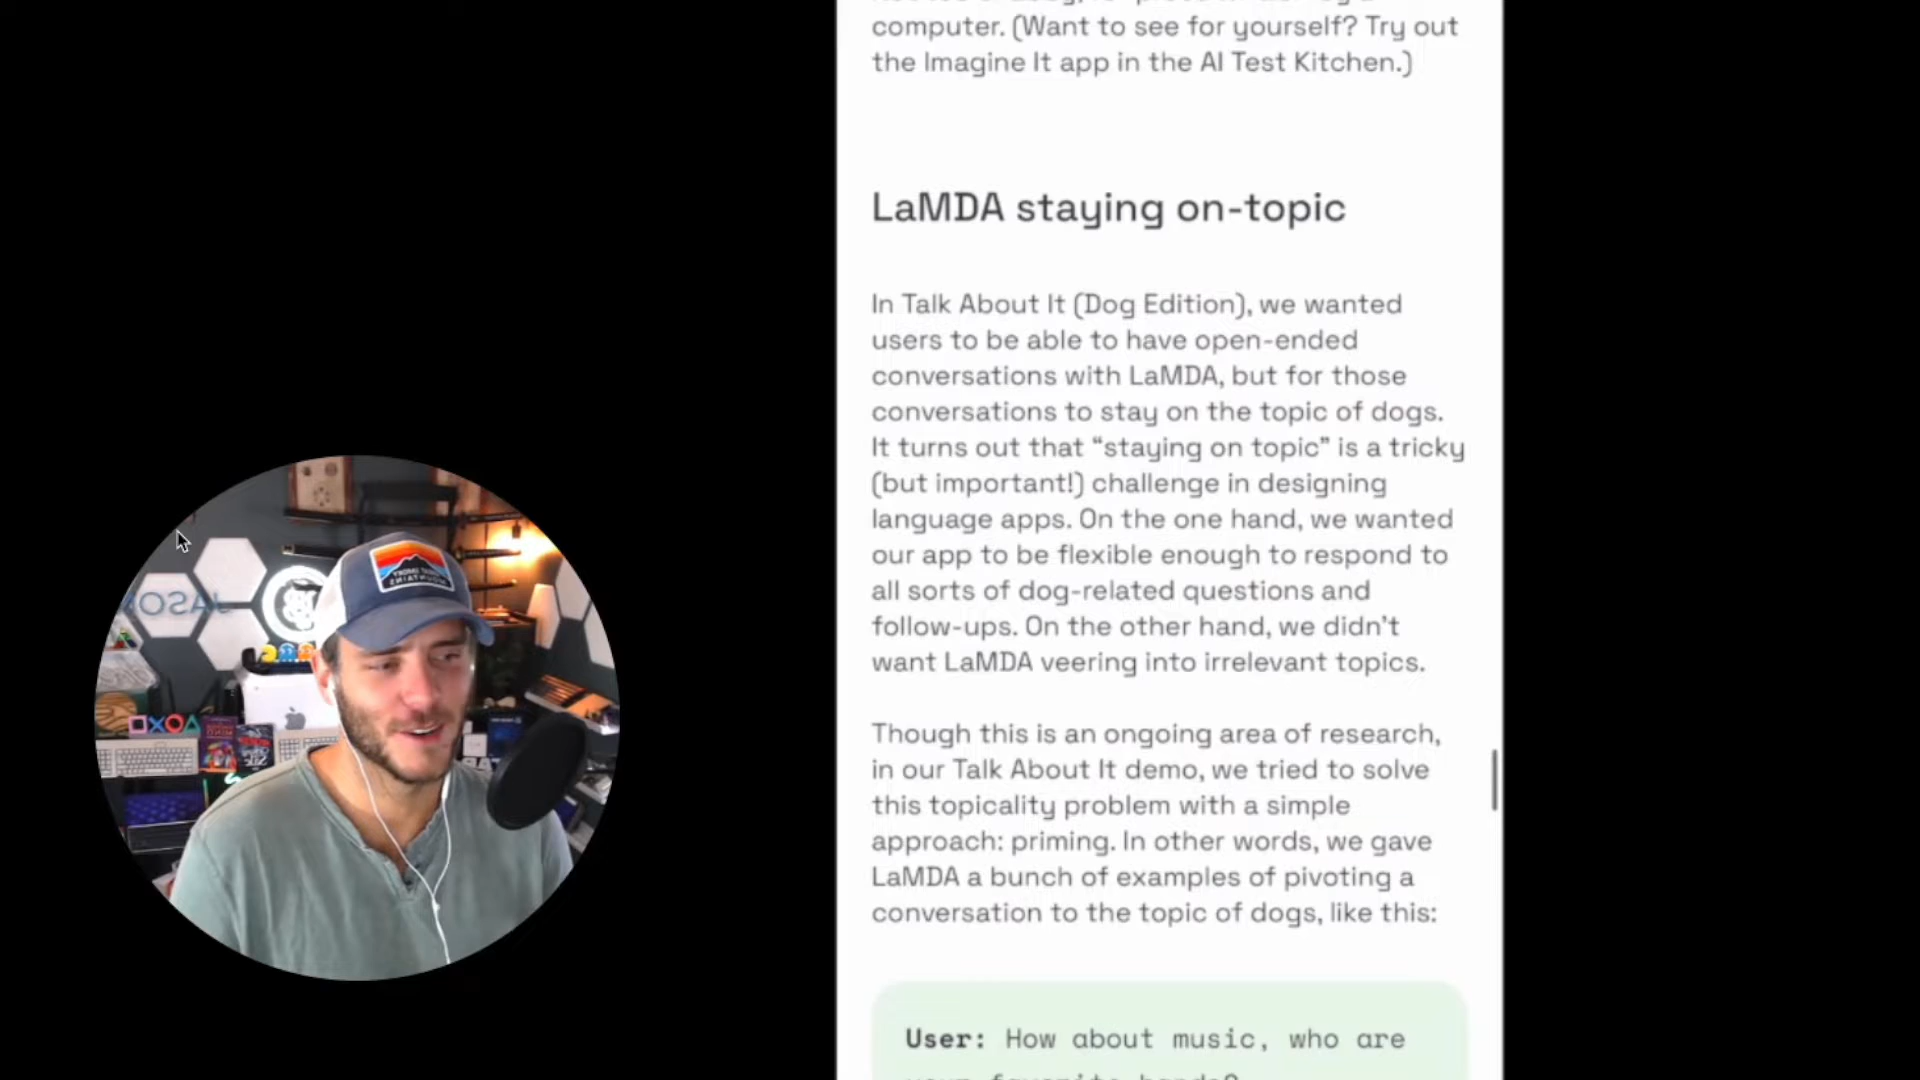 computer. (Want to see for yourself? Try out
the Imagine It app in the AI Test Kitchen.)
LaMDA staying on-topic
In Talk About It (Dog Edition), we wanted
users to be able to have open-ended
conversations with LaMDA, but for those
conversations to stay on the topic of dogs.
It turns out that “staying on topic” is a tricky
(but important!) challenge in designing
language apps. On the one hand, we wanted
our app to be flexible enough to respond to
all sorts of dog-related questions and
follow-ups. On the other hand, we didn’t
want LaMDA veering into irrelevant topics.
Though this is an ongoing area of research,
in our Talk About It demo, we tried to solve
this topicality problem with a simple
approach: priming. In other words, we gave
LaMDA a bunch of examples of pivoting a
conversation to the topic of dogs, like this:
User: How about music, who are
JASON
MOUNTAINS